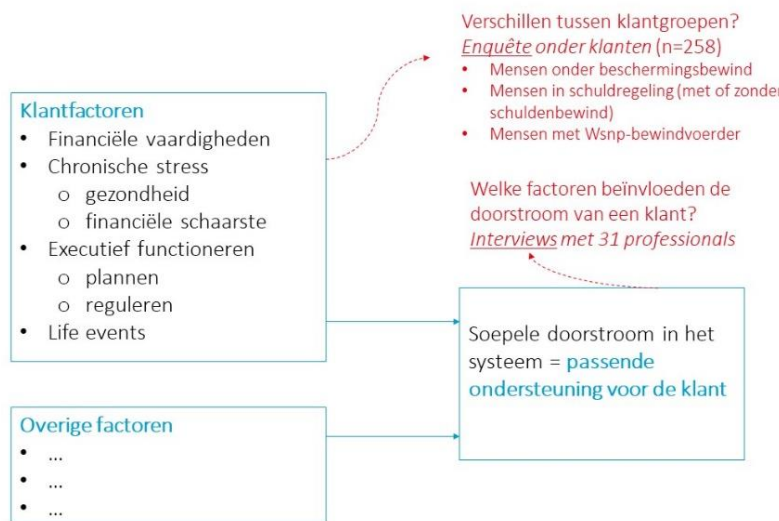 Verschillen tussen klantgroepen?
Enquête onder klanten (n=258)
• Mensen onder beschermingsbewind
• Mensen in schuldregeling (met of zonder
schuldenbewind)
• Mensen met Wsnp-bewindvoerder
Klantfactoren
• Financiële vaardigheden
• Chronische stress
o gezondheid
o financiële schaarste
• Executief functioneren
o plannen
o reguleren
• Life events
Welke factoren beïnvloeden de
doorstroom van een klant?
Interviews met 31 professionals
Soepele doorstroom in het
systeem = passende
ondersteuning voor de klant
Overige factoren
• ...
• ...
• ...